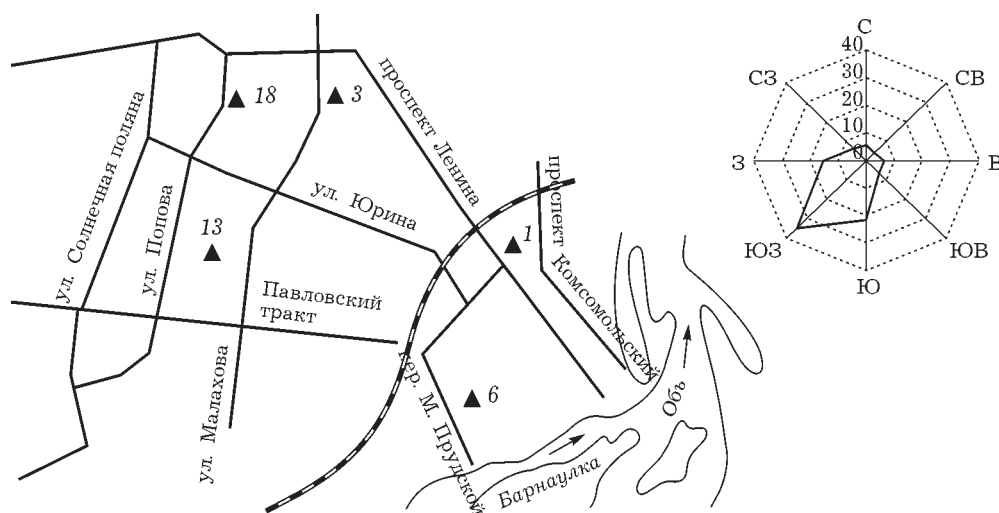 ул. Солнечная поляна
18
3
проспект Ленина
ул. Юрина
13
ул. Попова
1
проспект Комсомольский
Павловский
тракт
ул. Малахова
пер. М. Прудской
6
Обь
Барнаулка
С
40
30
20
10
0
СЗ
СВ
З
В
ЮЗ
ЮВ
Ю